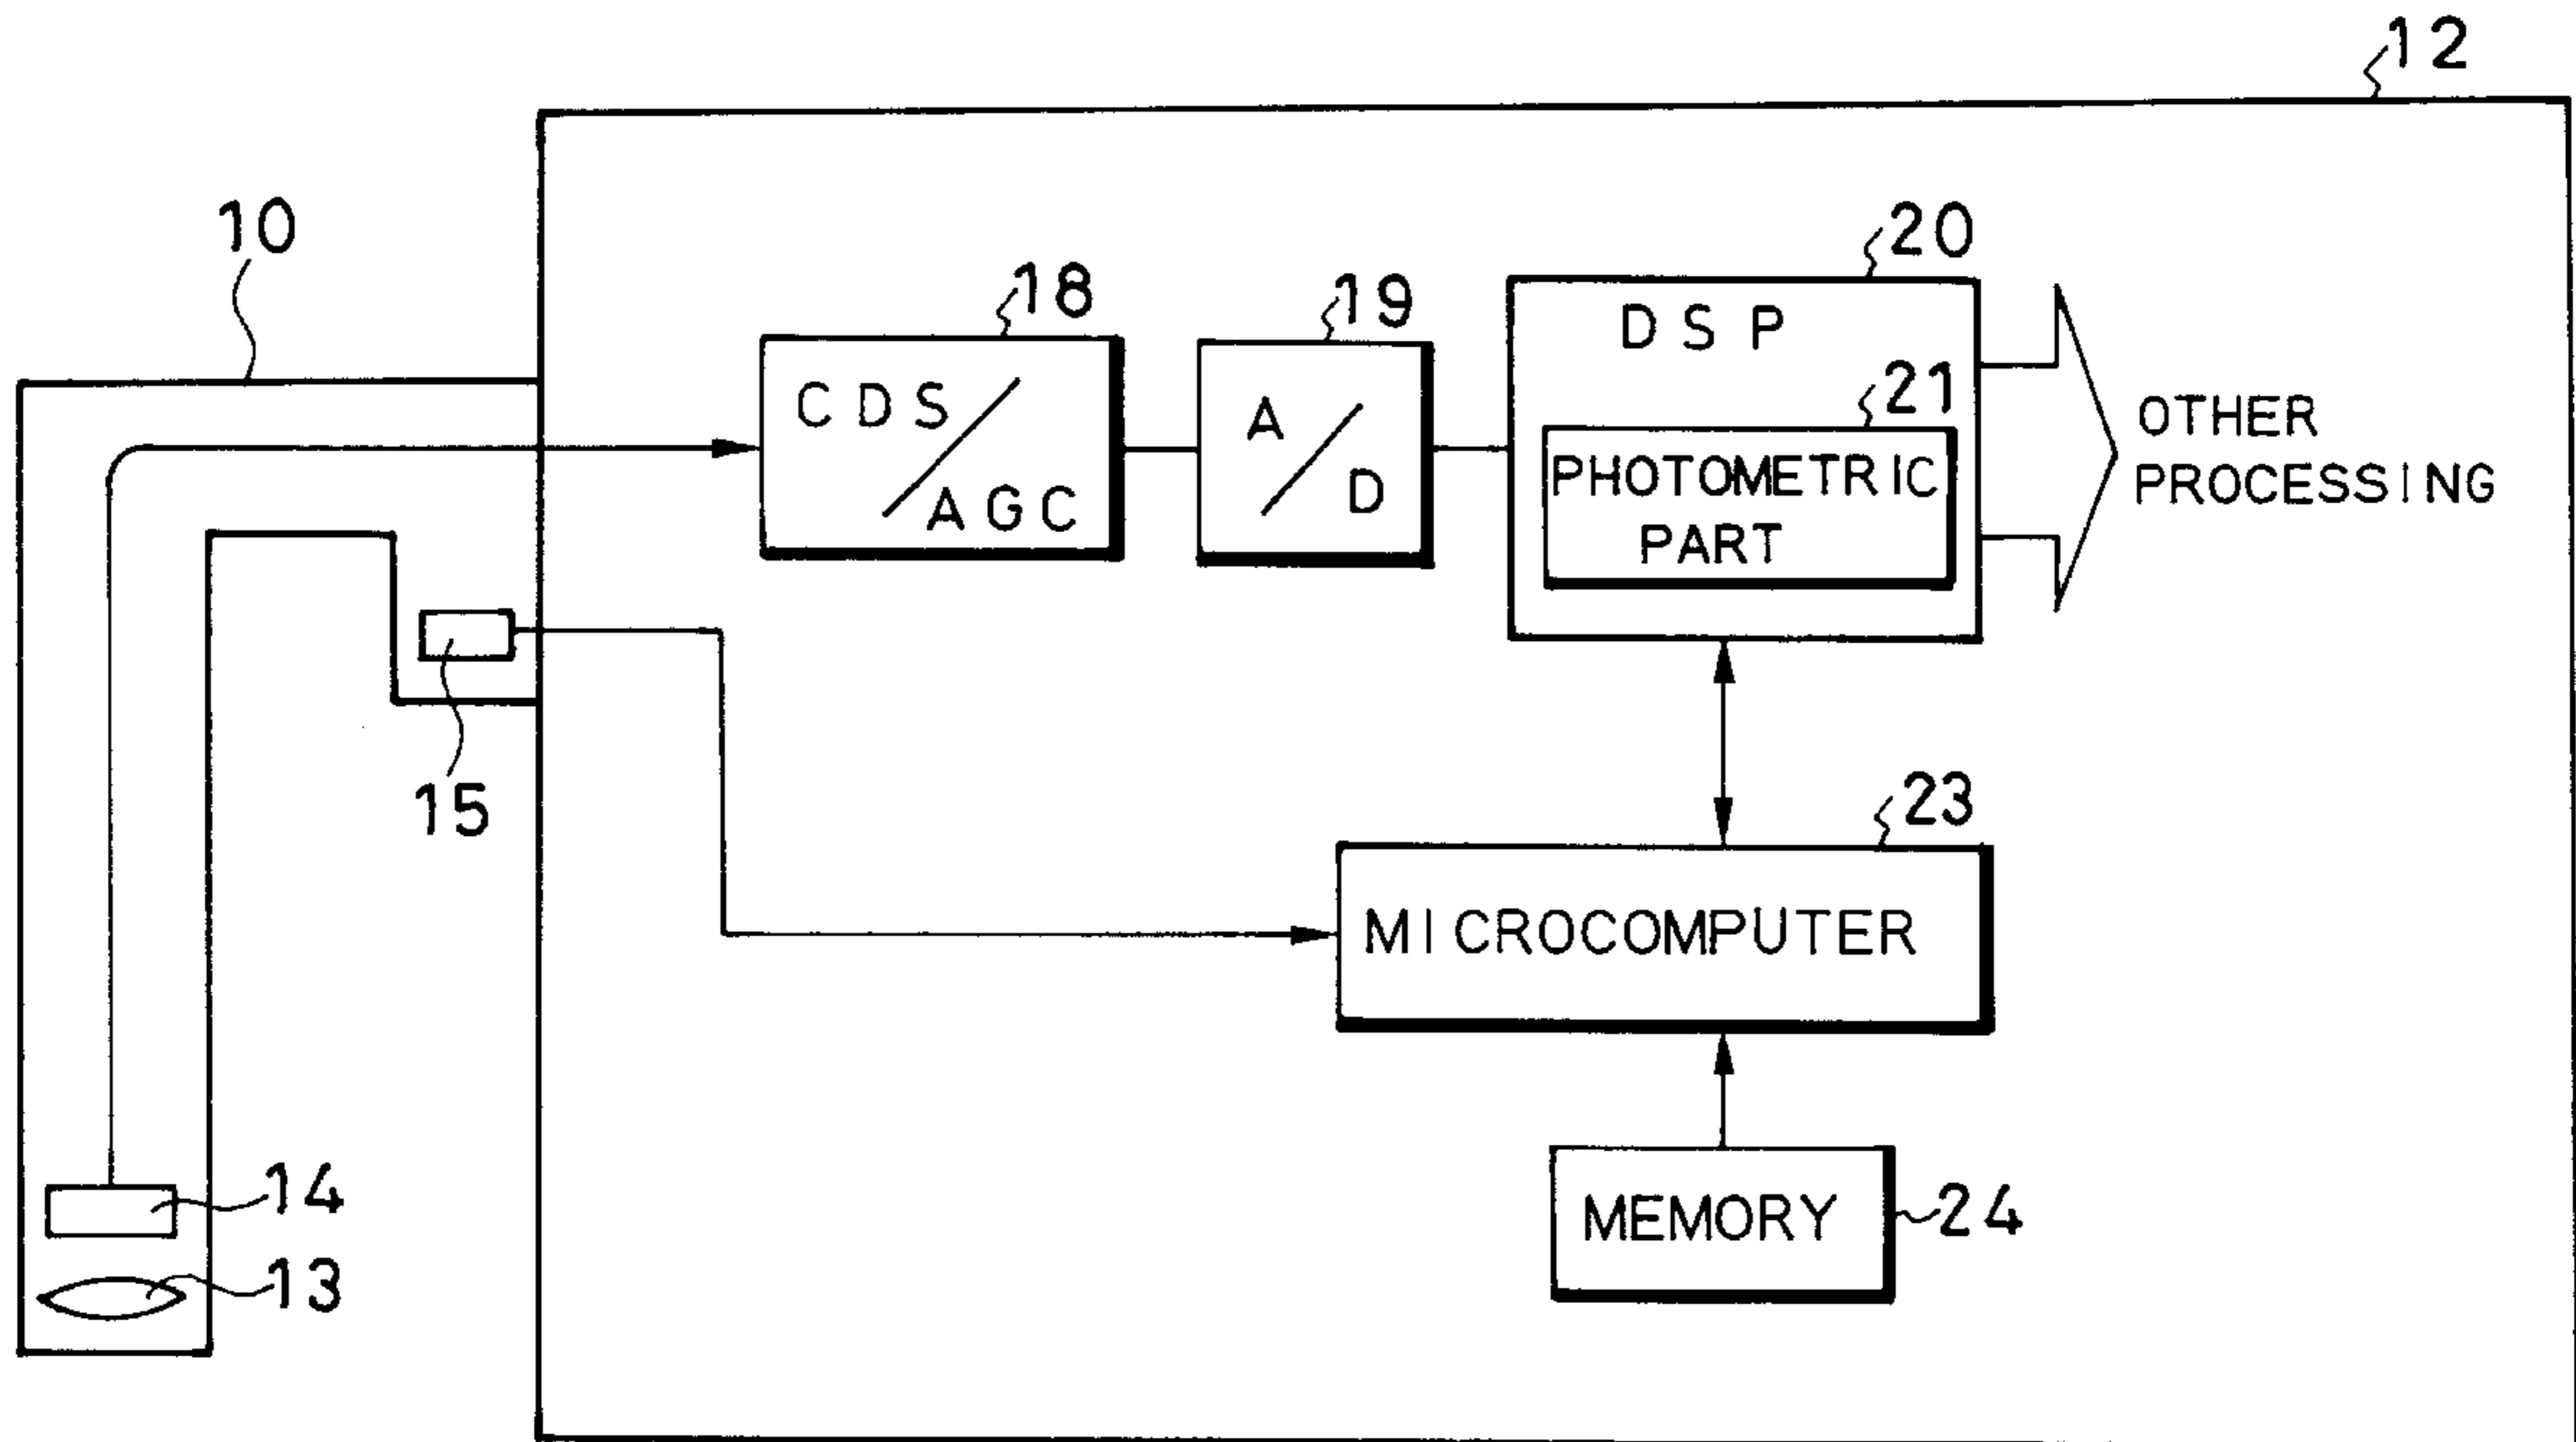 12
10
20
18
19
DSP
21
CDS/AGC
A/D
PHOTOMETRIC
PART
OTHER
PROCESSING
15
23
MICROCOMPUTER
14
MEMORY
24
13